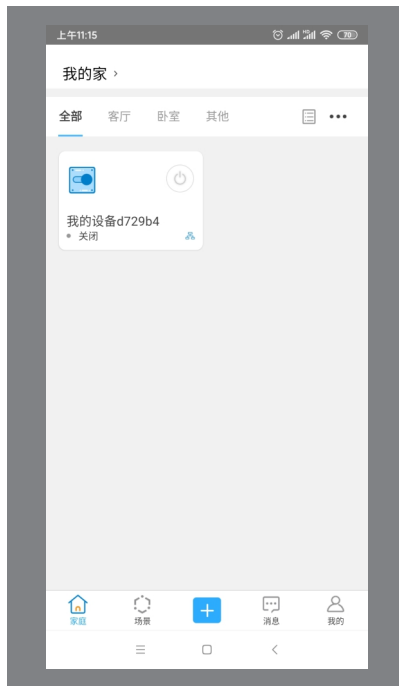 上午11:15 70
我的家 ›
全部 客厅 卧室 其他
我的设备d729b4
关闭
家庭 场景 消息 我的